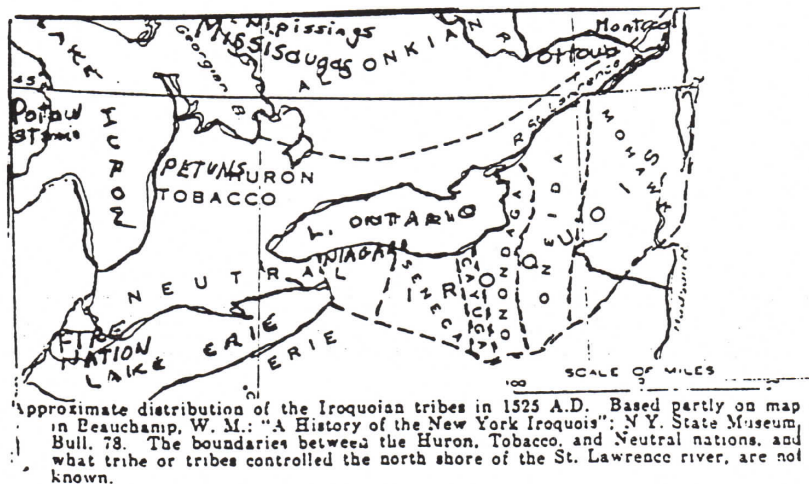 Nipissings
Mississaugas
ALGONKIAN
Georgian B
LAKE
Ottawa
Montreal
45
HURON
PETUNS HURON
TOBACCO
R. St. Lawrence
MOHAWK
ONEIDA
ONONDAGA
CAYUGA
SENECA
IROQUO
L. ONTARIO
NIAGARA
NEUTRAL
FIRE
NATION
LAKE ERIE
ERIE
Hudson R
SCALE OF MILES
Approximate distribution of the Iroquoian tribes in 1525 A.D. Based partly on map
in Beauchamp, W. M.: "A History of the New York Iroquois"; N.Y. State Museum
Bull. 78. The boundaries between the Huron, Tobacco, and Neutral nations, and
what tribe or tribes controlled the north shore of the St. Lawrence river, are not
known.